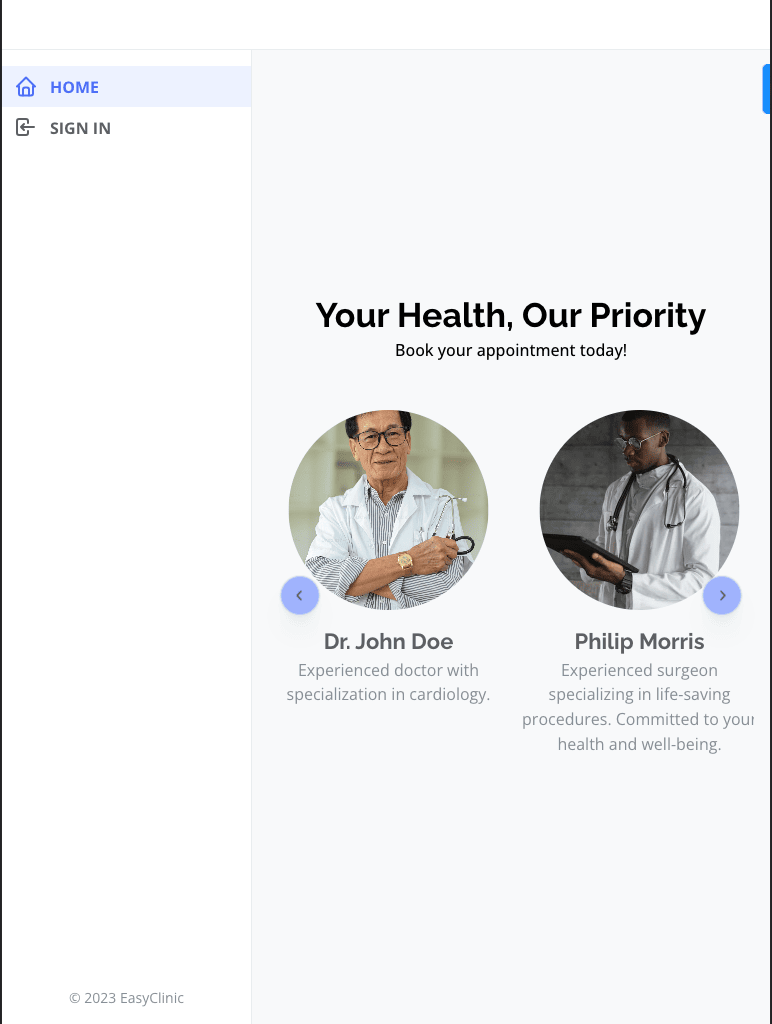 HOME
SIGN IN
Your Health, Our Priority
Book your appointment today!
Dr. John Doe
Experienced doctor with
specialization in cardiology.
Philip Morris
Experienced surgeon
specializing in life-saving
procedures. Committed to your
health and well-being.
© 2023 EasyClinic